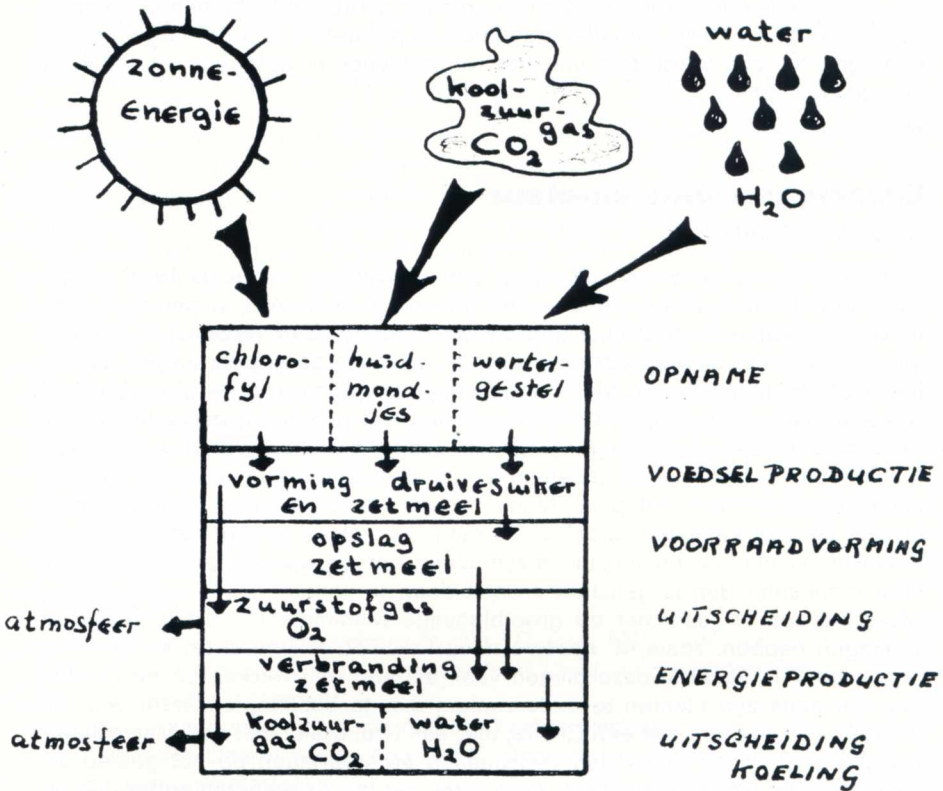 zonne-
energie
kool-
zuur-
gas
CO₂
water
H₂O
chloro-
fyl
huid-
mond-
jes
wortel-
gestel
OPNAME
vorming druivesuiker
en zetmeel
VOEDSELPRODUCTIE
opslag
zetmeel
VOORRAADVORMING
atmosfeer
zuurstofgas
O₂
UITSCHEIDING
verbranding
zetmeel
ENERGIEPRODUCTIE
atmosfeer
koolzuur-
gas CO₂
water
H₂O
UITSCHEIDING
KOELING